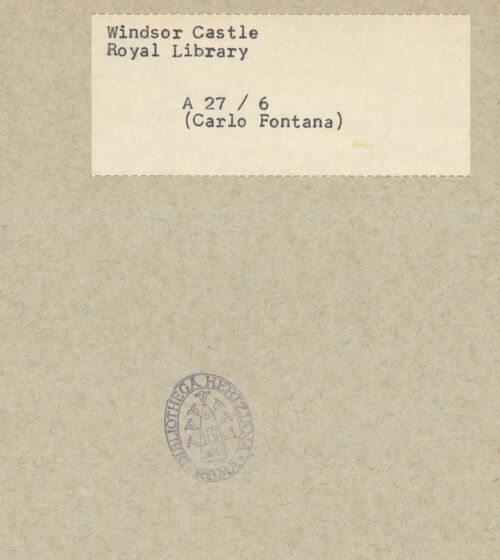 Windsor Castle
Royal Library
A 27 / 6
(Carlo Fontana)
BIBLIOTHECA HERTZIANA · ROMA